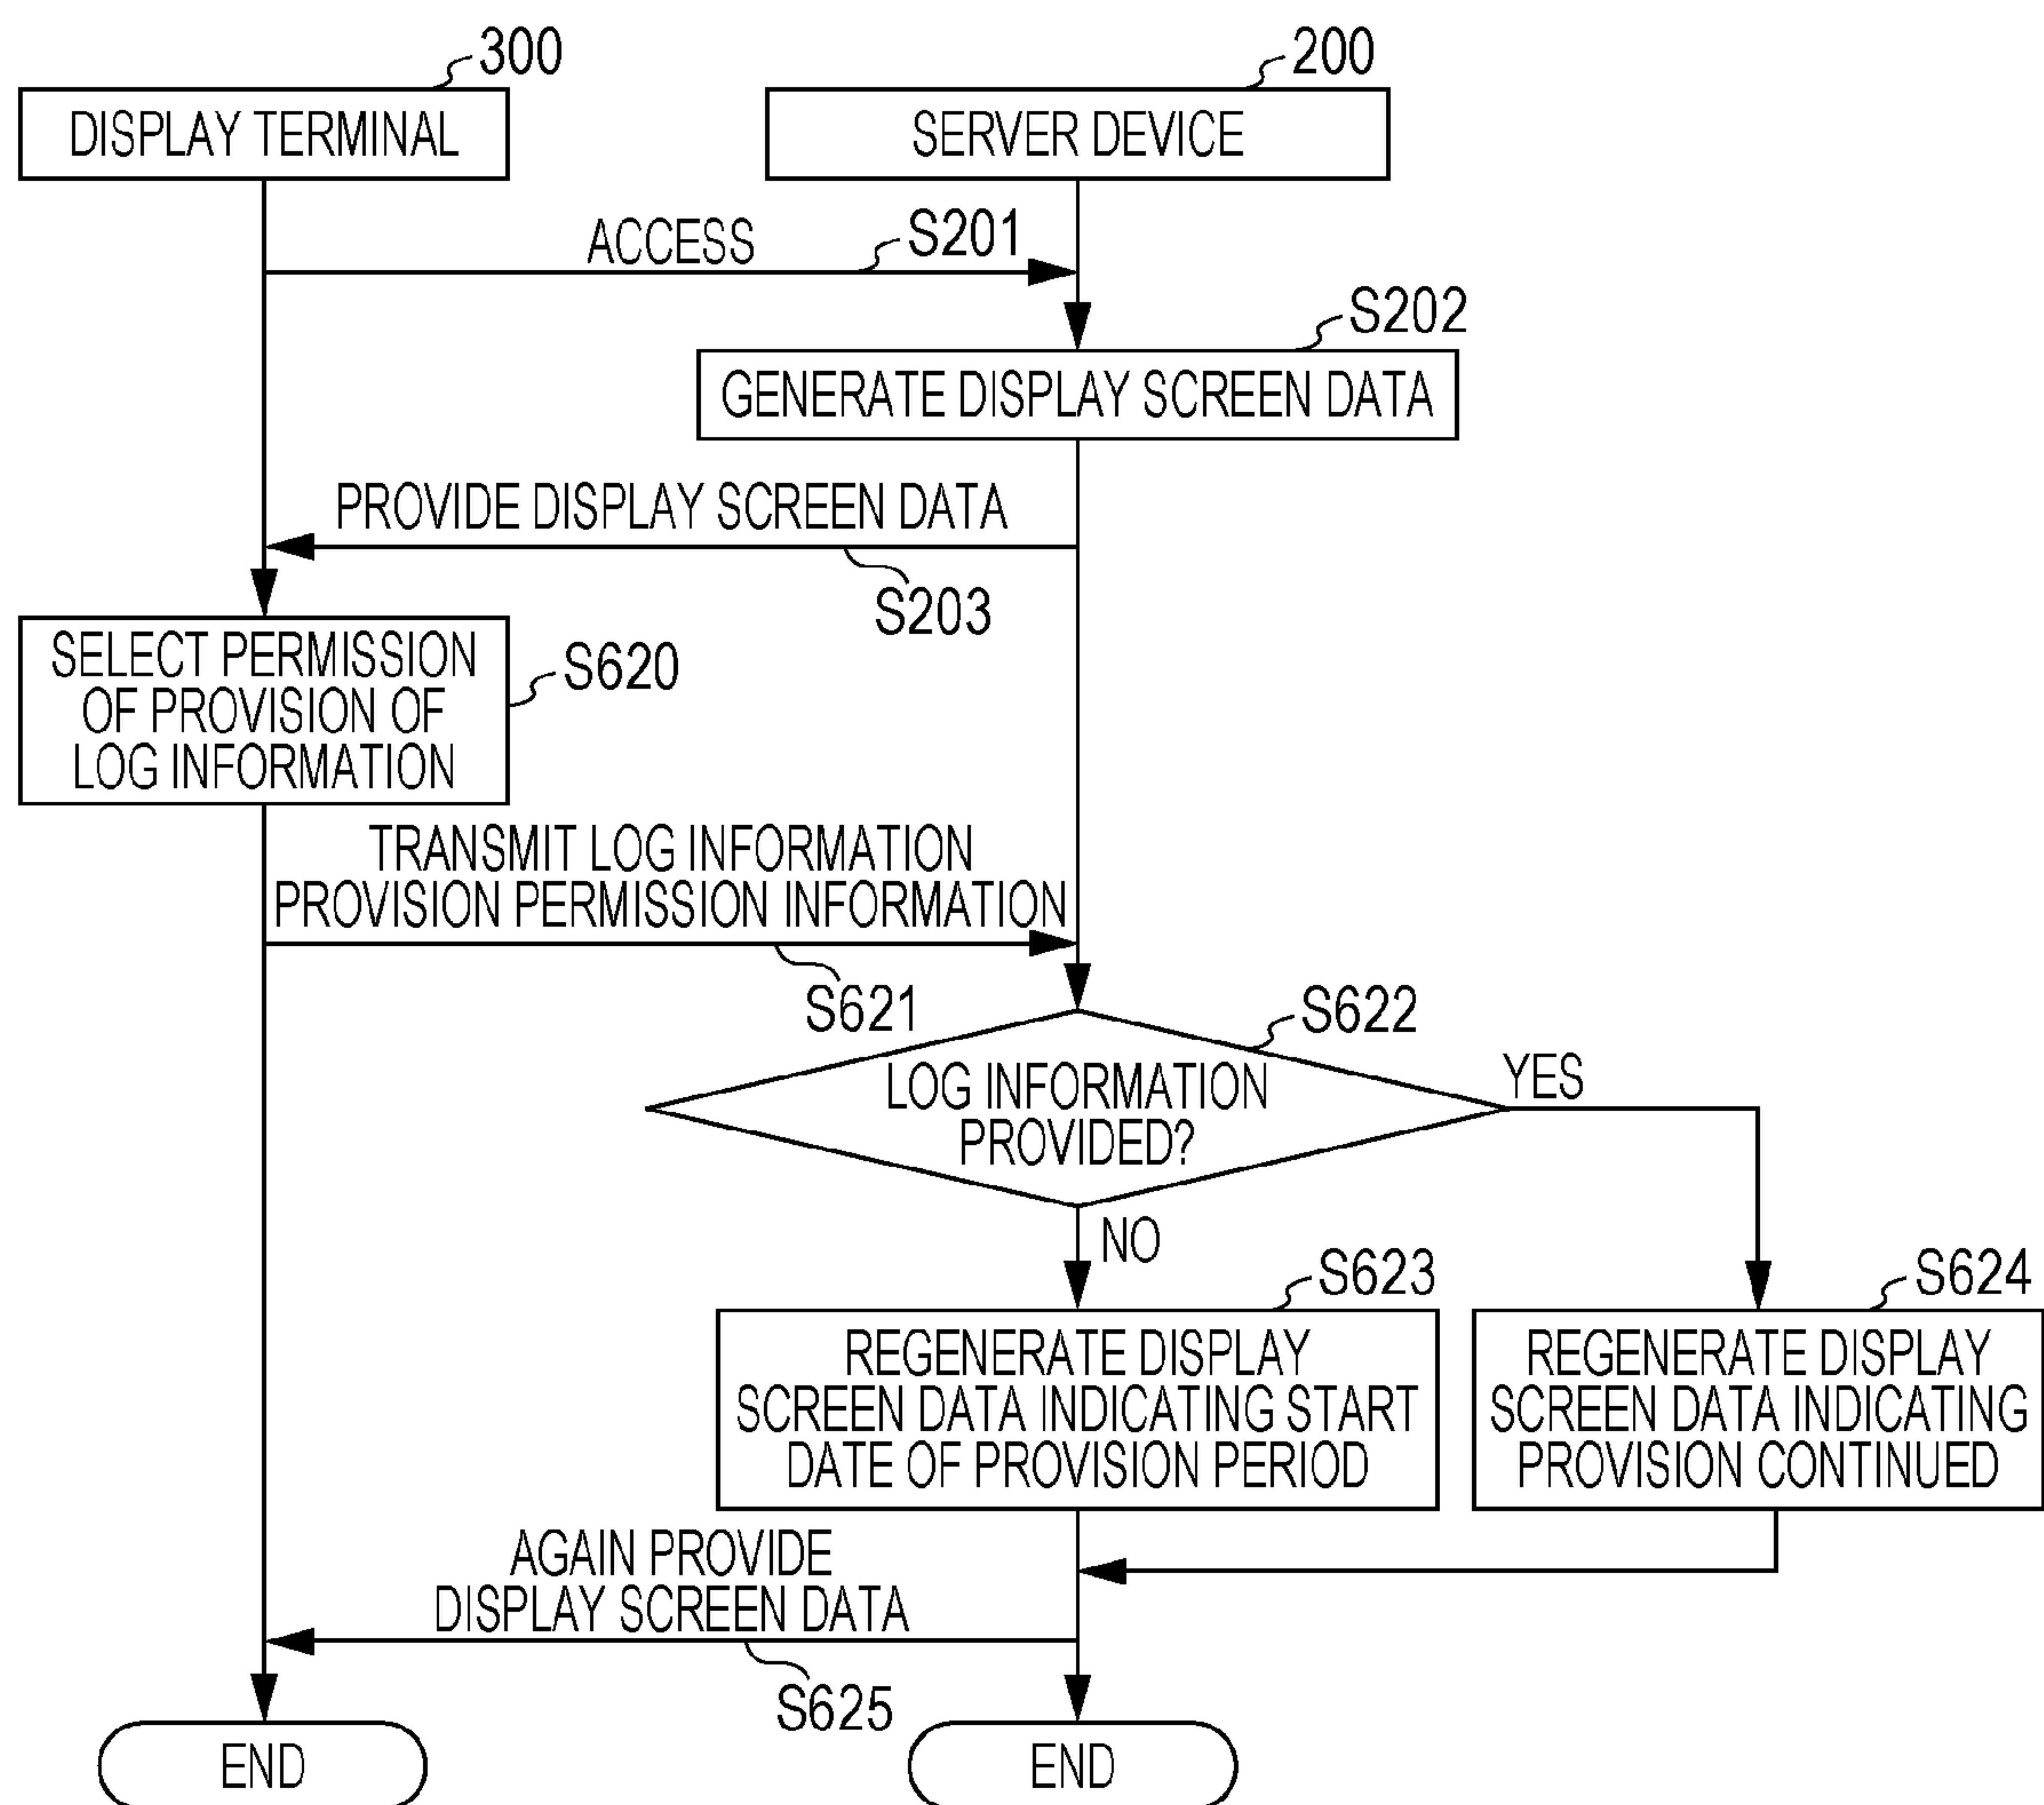 300
200
DISPLAY TERMINAL
SERVER DEVICE
ACCESS
S201
S202
GENERATE DISPLAY SCREEN DATA
PROVIDE DISPLAY SCREEN DATA
S203
SELECT PERMISSION
OF PROVISION OF
LOG INFORMATION
S620
TRANSMIT LOG INFORMATION
PROVISION PERMISSION INFORMATION
S621
S622
LOG INFORMATION
PROVIDED?
YES
NO
S623
S624
REGENERATE DISPLAY
SCREEN DATA INDICATING START
DATE OF PROVISION PERIOD
REGENERATE DISPLAY
SCREEN DATA INDICATING
PROVISION CONTINUED
AGAIN PROVIDE
DISPLAY SCREEN DATA
S625
END
END